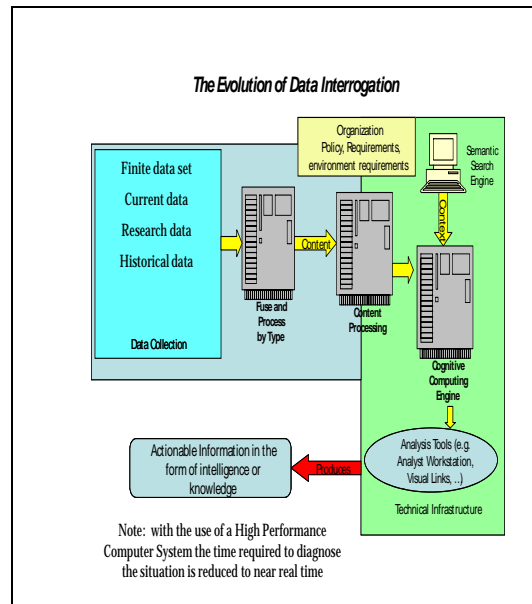 The Evolution of Data Interrogation
Organization
Policy, Requirements,
environment requirements
Semantic
Search
Engine
Finite data set
Current data
Research data
Historical data
Data Collection
Fuse and
Process
by Type
Content
Content
Processing
Context
Cognitive
Computing
Engine
Analysis Tools (e.g.
Analyst Workstation,
Visual Links, ..)
Technical Infrastructure
Produces
Actionable Information in the
form of intelligence or
knowledge
Note: with the use of a High Performance
Computer System the time required to diagnose
the situation is reduced to near real time